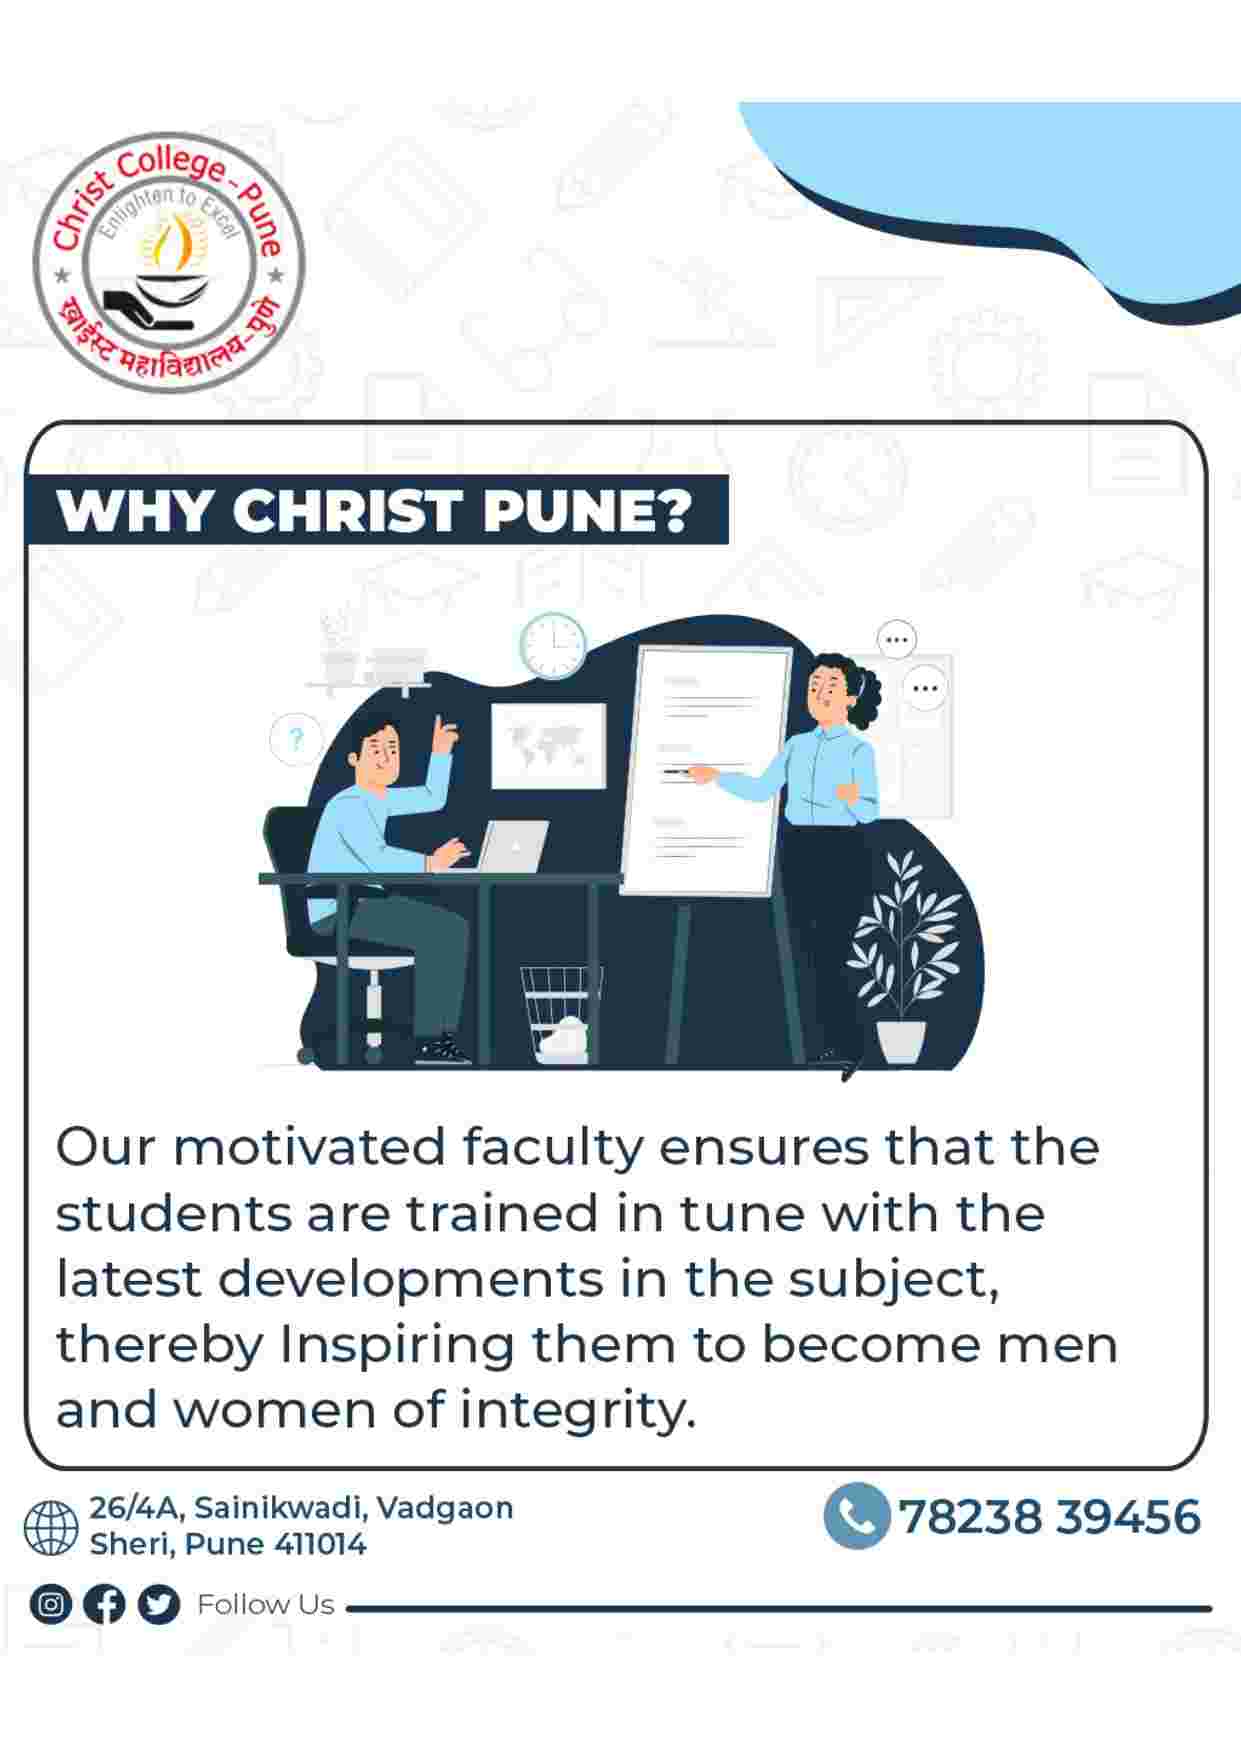 Christ College - Pune
Enlighten to Excel
ख्राईस्ट महाविद्यालय-पुणे
WHY CHRIST PUNE?
?
Our motivated faculty ensures that the
students are trained in tune with the
latest developments in the subject,
thereby Inspiring them to become men
and women of integrity.
26/4A, Sainikwadi, Vadgaon
Sheri, Pune 411014
78238 39456
Follow Us